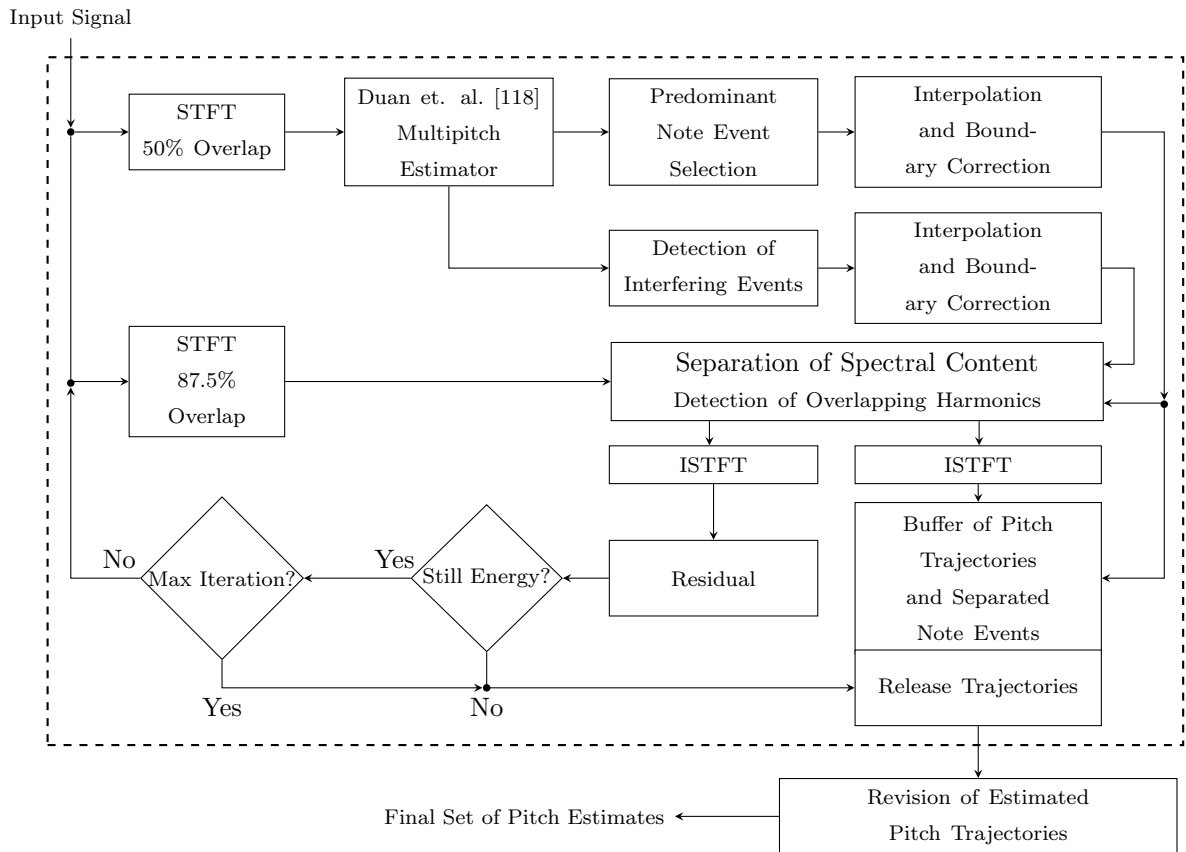 Input Signal
STFT
50% Overlap
Duan et. al. [118]
Multipitch
Estimator
Predominant
Note Event
Selection
Interpolation
and Bound-
ary Correction
Detection of
Interfering Events
Interpolation
and Bound-
ary Correction
STFT
87.5%
Overlap
Separation of Spectral Content
Detection of Overlapping Harmonics
ISTFT
ISTFT
No
Max Iteration?
Yes
Still Energy?
Residual
Buffer of Pitch
Trajectories
and Separated
Note Events
Yes
No
Release Trajectories
Final Set of Pitch Estimates
Revision of Estimated
Pitch Trajectories